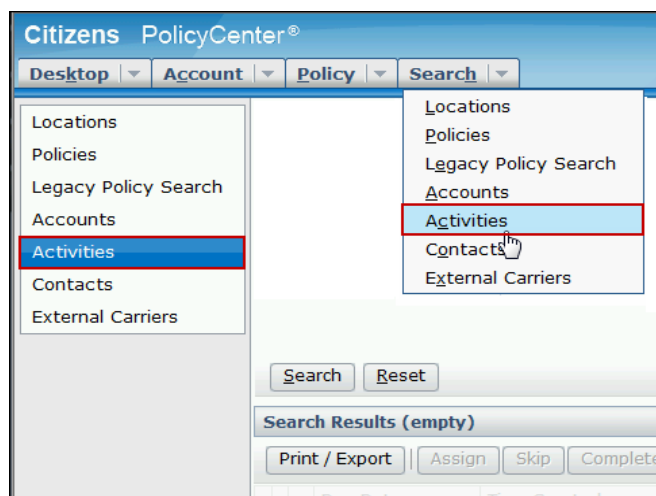 Citizens PolicyCenter®
Desktop Account Policy Search
Locations
Policies
Legacy Policy Search
Accounts
Activities
Contacts
External Carriers
Locations
Policies
Legacy Policy Search
Accounts
Activities
Contacts
External Carriers
Search Reset
Search Results (empty)
Print / Export Assign Skip Complete